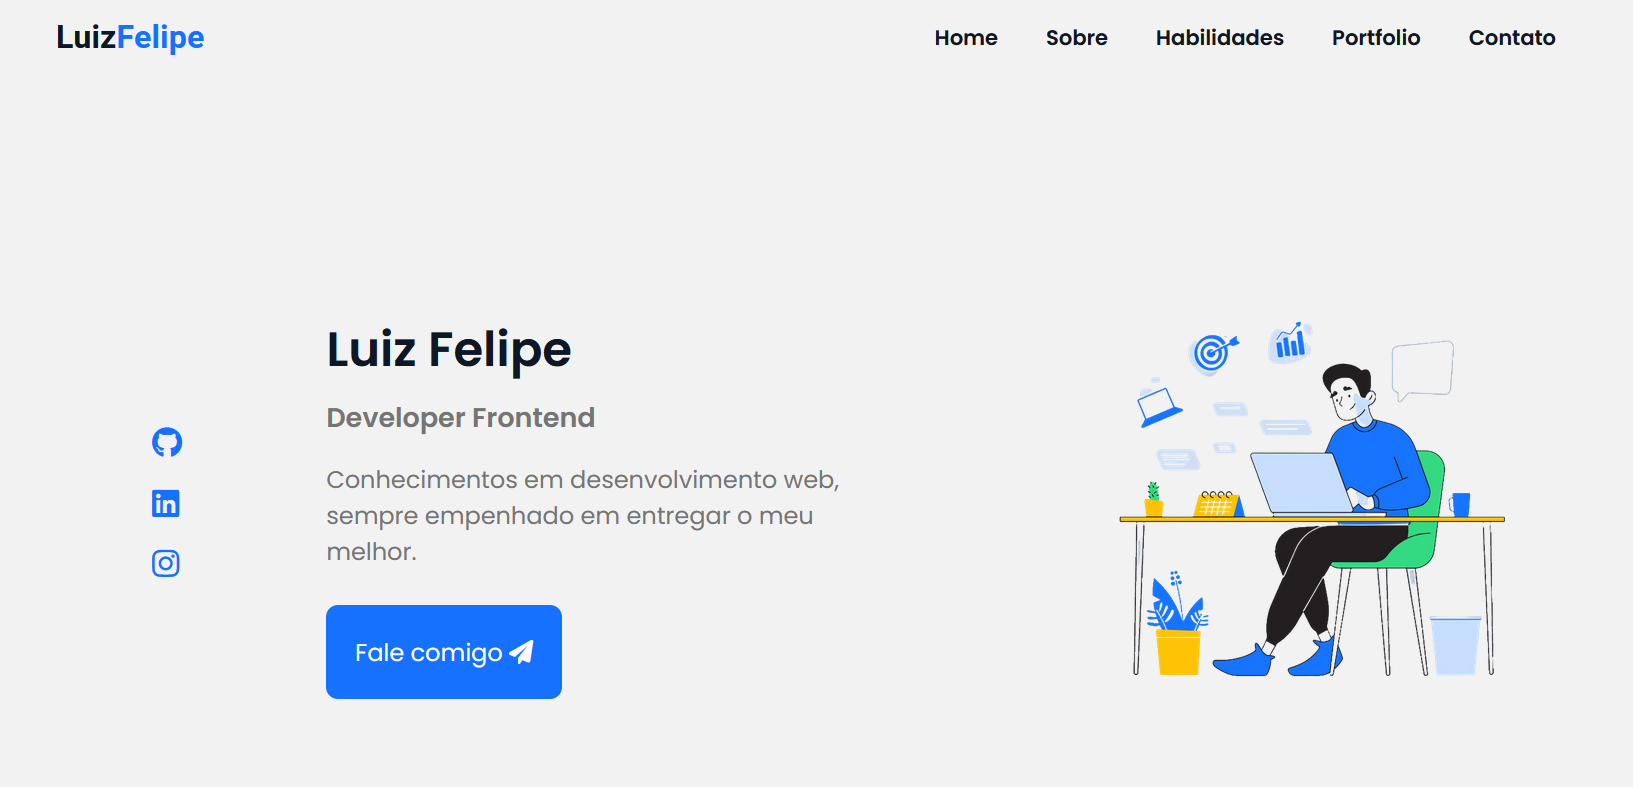 LuizFelipe
Home Sobre Habilidades Portfolio Contato
Luiz Felipe
Developer Frontend
Conhecimentos em desenvolvimento web,
sempre empenhado em entregar o meu
melhor.
Fale comigo